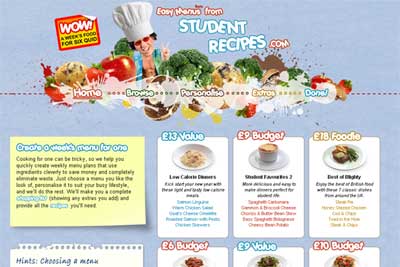 Easy Menus from
STUDENT
RECIPES.COM
WOW!
A WEEK'S FOOD
FOR SIX QUID
Home
Browse
Personalise
Extras
Done!
Create a week's menu for one
Cooking for one can be tricky, so we help you
quickly create weekly menu plans that use
ingredients cleverly to save money and completely
eliminate waste. Just choose a menu you like the
look of, personalise it to suit your busy lifestyle,
and we'll do the rest. We'll make you a complete
shopping list (showing any extras you add) and
provide all the recipes you'll need.
Hints: Choosing a menu
£13 Value
Low Calorie Dinners
Kick start your new year with
these light and tasty low calorie
meals
Salmon Linguine
Warm Chicken Salad
Goat's Cheese Omelette
Roasted Salmon with Pesto
Chicken Skewers
£9 Budget
Student Favourites 2
More delicious and easy to
make dinners perfect for
student life.
Spaghetti Carbonara
Gammon & Broccoli Cheese
Chorizo & Butter Bean Stew
Easy Spaghetti Bolognese
Cheesy Bean Potato
£18 Foodie
Best of Blighty
Enjoy the best of British food
with these 7 classic dishes
from around the UK.
Steak Pie
Honey Glazed Chicken
Cod & Chips
Toad in the Hole
Steak & Chips
£6 Budget
£9 Value
£10 Budget